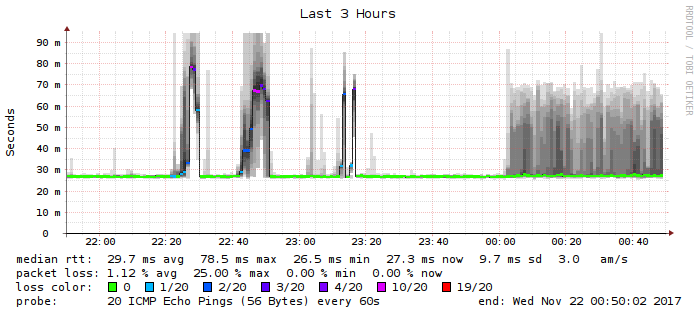 Last 3 Hours
RRDTOOL / TOBI OETIKER
Seconds
90 m
80 m
70 m
60 m
50 m
40 m
30 m
20 m
10 m
0
22:00 22:20 22:40 23:00 23:20 23:40 00:00 00:20 00:40
median rtt: 29.7 ms avg 78.5 ms max 26.5 ms min 27.3 ms now 9.7 ms sd 3.0 am/s
packet loss: 1.12 % avg 25.00 % max 0.00 % min 0.00 % now
loss color: 0 1/20 2/20 3/20 4/20 10/20 19/20
probe: 20 ICMP Echo Pings (56 Bytes) every 60s end: Wed Nov 22 00:50:02 2017